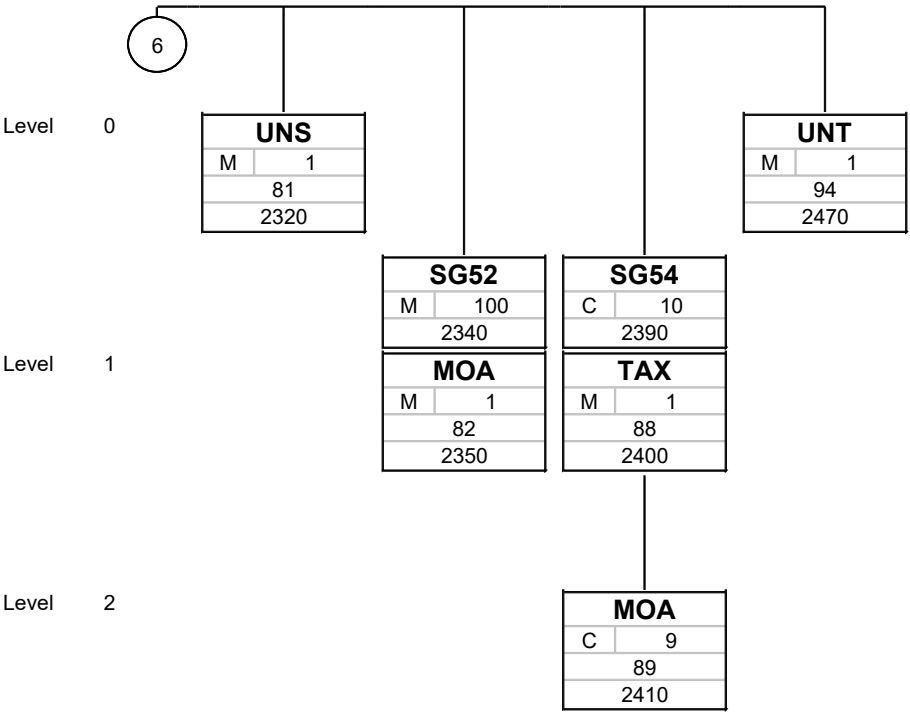 6
Level 0
UNS
M 1
81
2320
UNT
M 1
94
2470
SG52
M 100
2340
SG54
C 10
2390
Level 1
MOA
M 1
82
2350
TAX
M 1
88
2400
Level 2
MOA
C 9
89
2410